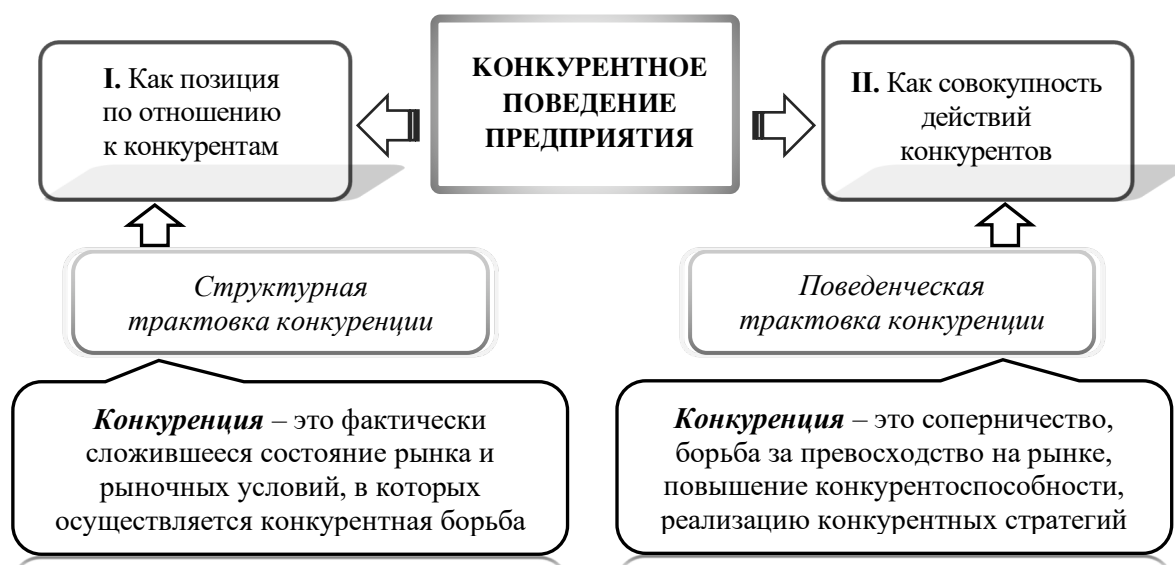 I. Как позиция
по отношению
к конкурентам
КОНКУРЕНТНОЕ
ПОВЕДЕНИЕ
ПРЕДПРИЯТИЯ
II. Как совокупность
действий
конкурентов
Структурная
трактовка конкуренции
Поведенческая
трактовка конкуренции
Конкуренция – это фактически
сложившееся состояние рынка и
рыночных условий, в которых
осуществляется конкурентная борьба
Конкуренция – это соперничество,
борьба за превосходство на рынке,
повышение конкурентоспособности,
реализацию конкурентных стратегий